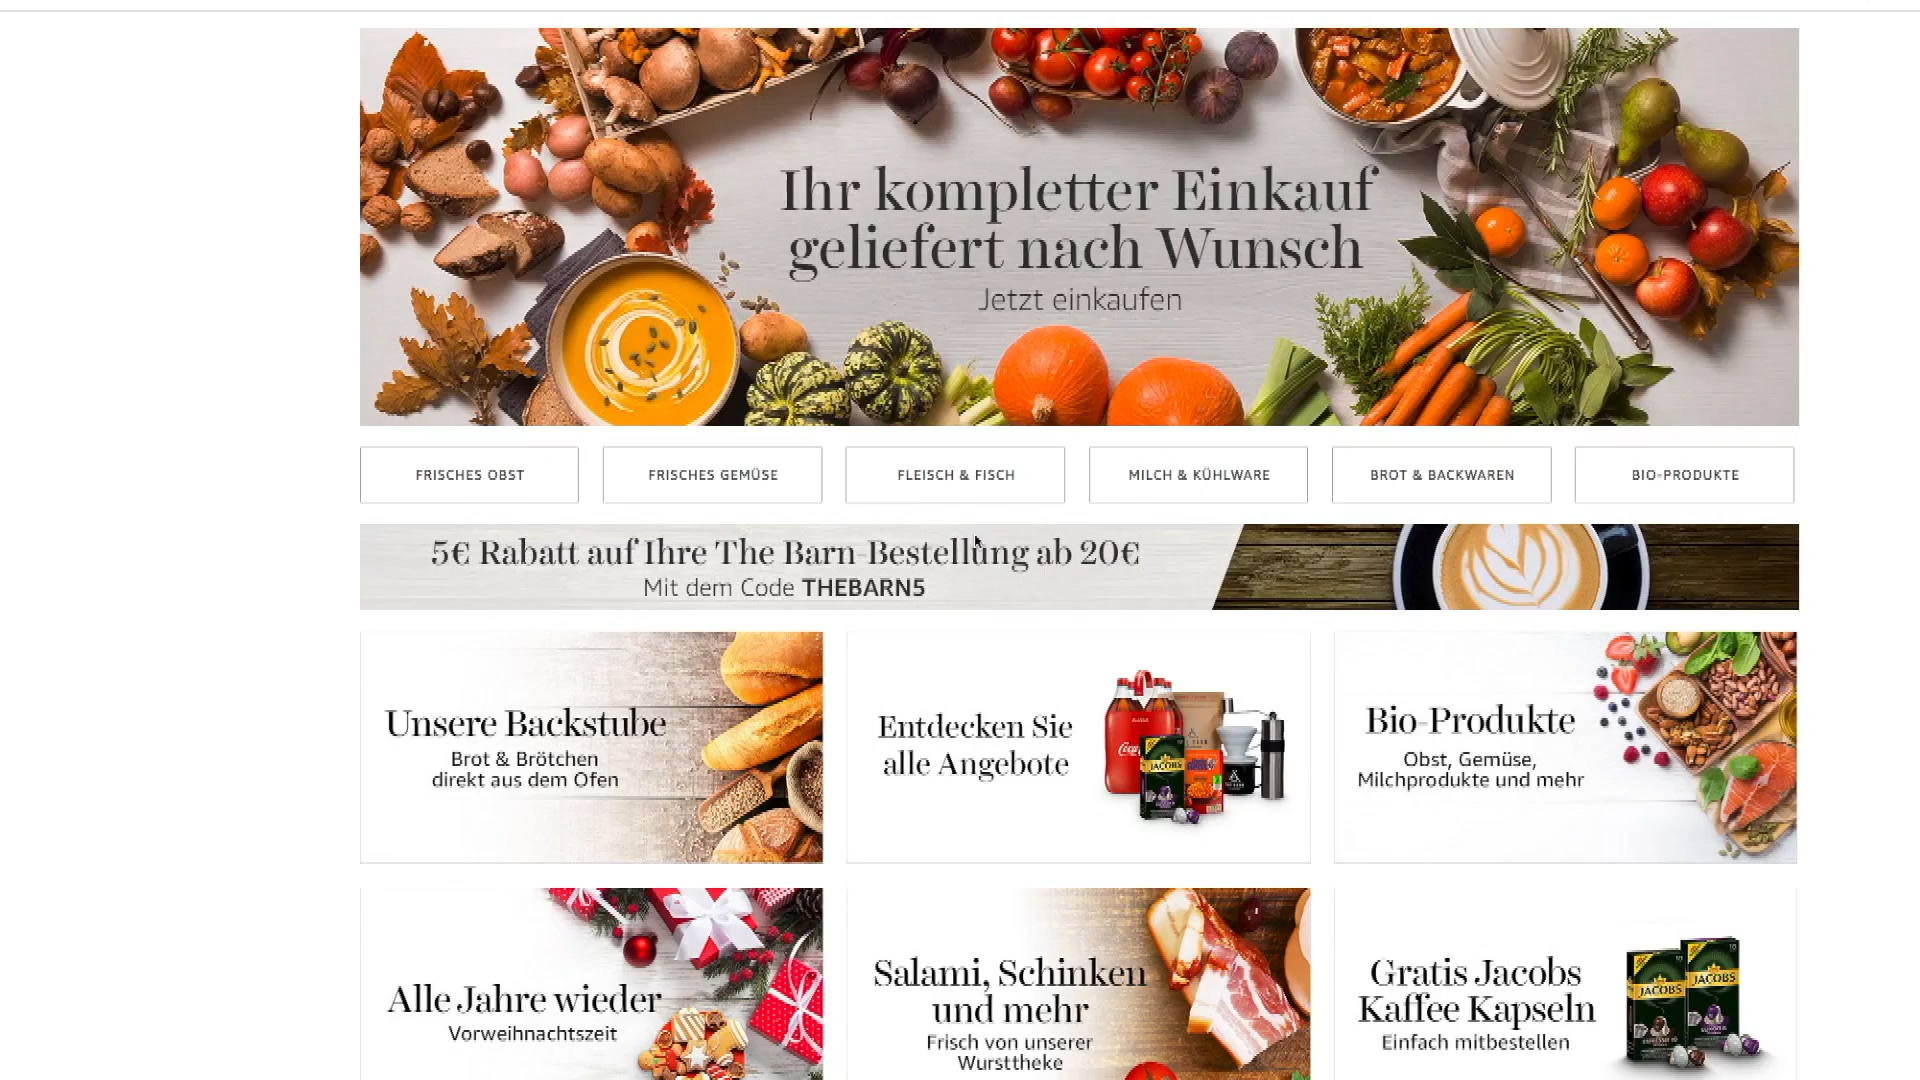 Ihr kompletter Einkauf
geliefert nach Wunsch
Jetzt einkaufen
FRISCHES OBST
FRISCHES GEMÜSE
FLEISCH & FISCH
MILCH & KÜHLWARE
BROT & BACKWAREN
BIO-PRODUKTE
5€ Rabatt auf Ihre The Barn-Bestellung ab 20€
Mit dem Code THEBARN5
Unsere Backstube
Brot & Brötchen
direkt aus dem Ofen
Entdecken Sie
alle Angebote
JACOBS
Bio-Produkte
Obst, Gemüse,
Milchprodukte und mehr
Alle Jahre wieder
Vorweihnachtszeit
Salami, Schinken
und mehr
Frisch von unserer
Wursttheke
Gratis Jacobs
Kaffee Kapseln
Einfach mitbestellen
JACOBS
JACOBS